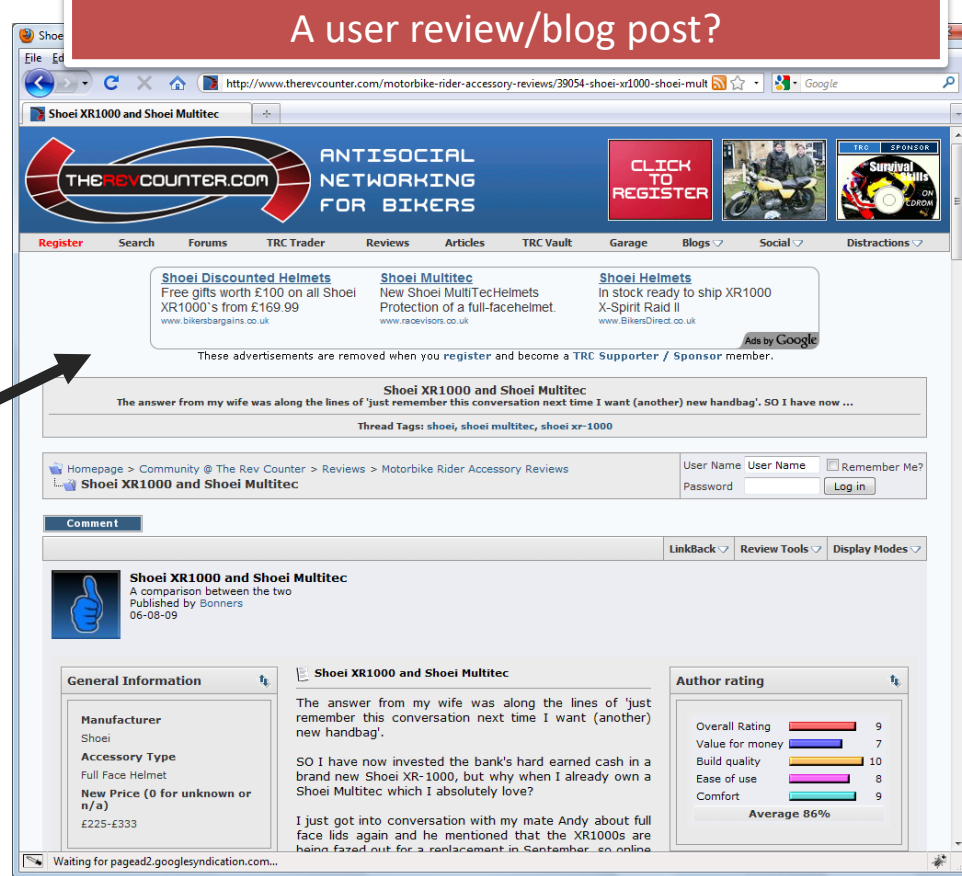 A user review/blog post?
Shoe
File Ed
http://www.therevcounter.com/motorbike-rider-accessory-reviews/39054-shoei-xr1000-shoei-mult
Google
Shoei XR1000 and Shoei Multitec
THEREVCOUNTER.COM
ANTISOCIAL
NETWORKING
FOR BIKERS
CLICK
TO
REGISTER
TRC SPONSOR
Survival
Skills
ON
CDROM
Register Search Forums TRC Trader Reviews Articles TRC Vault Garage Blogs Social Distractions
Shoei Discounted Helmets
Free gifts worth £100 on all Shoei
XR1000`s from £169.99
www.bikersbargains.co.uk
Shoei Multitec
New Shoei MultiTecHelmets
Protection of a full-facehelmet.
www.racevisors.co.uk
Shoei Helmets
In stock ready to ship XR1000
X-Spirit Raid II
www.BikersDirect.co.uk
Ads by Google
These advertisements are removed when you register and become a TRC Supporter / Sponsor member.
Shoei XR1000 and Shoei Multitec
The answer from my wife was along the lines of 'just remember this conversation next time I want (another) new handbag'. SO I have now ...
Thread Tags: shoei, shoei multitec, shoei xr-1000
Homepage > Community @ The Rev Counter > Reviews > Motorbike Rider Accessory Reviews
Shoei XR1000 and Shoei Multitec
User Name User Name Remember Me?
Password Log in
Comment
LinkBack Review Tools Display Modes
Shoei XR1000 and Shoei Multitec
A comparison between the two
Published by Bonners
06-08-09
General Information
Manufacturer
Shoei
Accessory Type
Full Face Helmet
New Price (0 for unknown or
n/a)
£225-£333
Shoei XR1000 and Shoei Multitec
The answer from my wife was along the lines of 'just
remember this conversation next time I want (another)
new handbag'.
SO I have now invested the bank's hard earned cash in a
brand new Shoei XR-1000, but why when I already own a
Shoei Multitec which I absolutely love?
I just got into conversation with my mate Andy about full
face lids again and he mentioned that the XR1000s are
being fazed out for a replacement in September, so online
Author rating
Overall Rating 9
Value for money 7
Build quality 10
Ease of use 8
Comfort 9
Average 86%
Waiting for pagead2.googlesyndication.com...